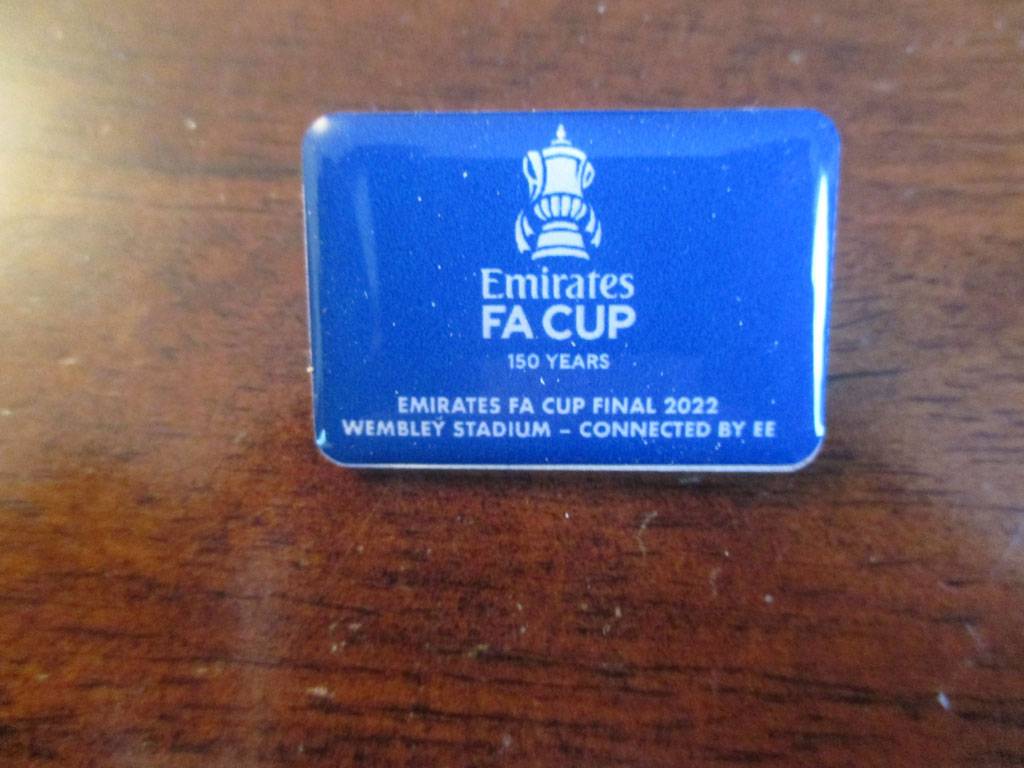 Emirates
FA CUP
150 YEARS
EMIRATES FA CUP FINAL 2022
WEMBLEY STADIUM – CONNECTED BY EE